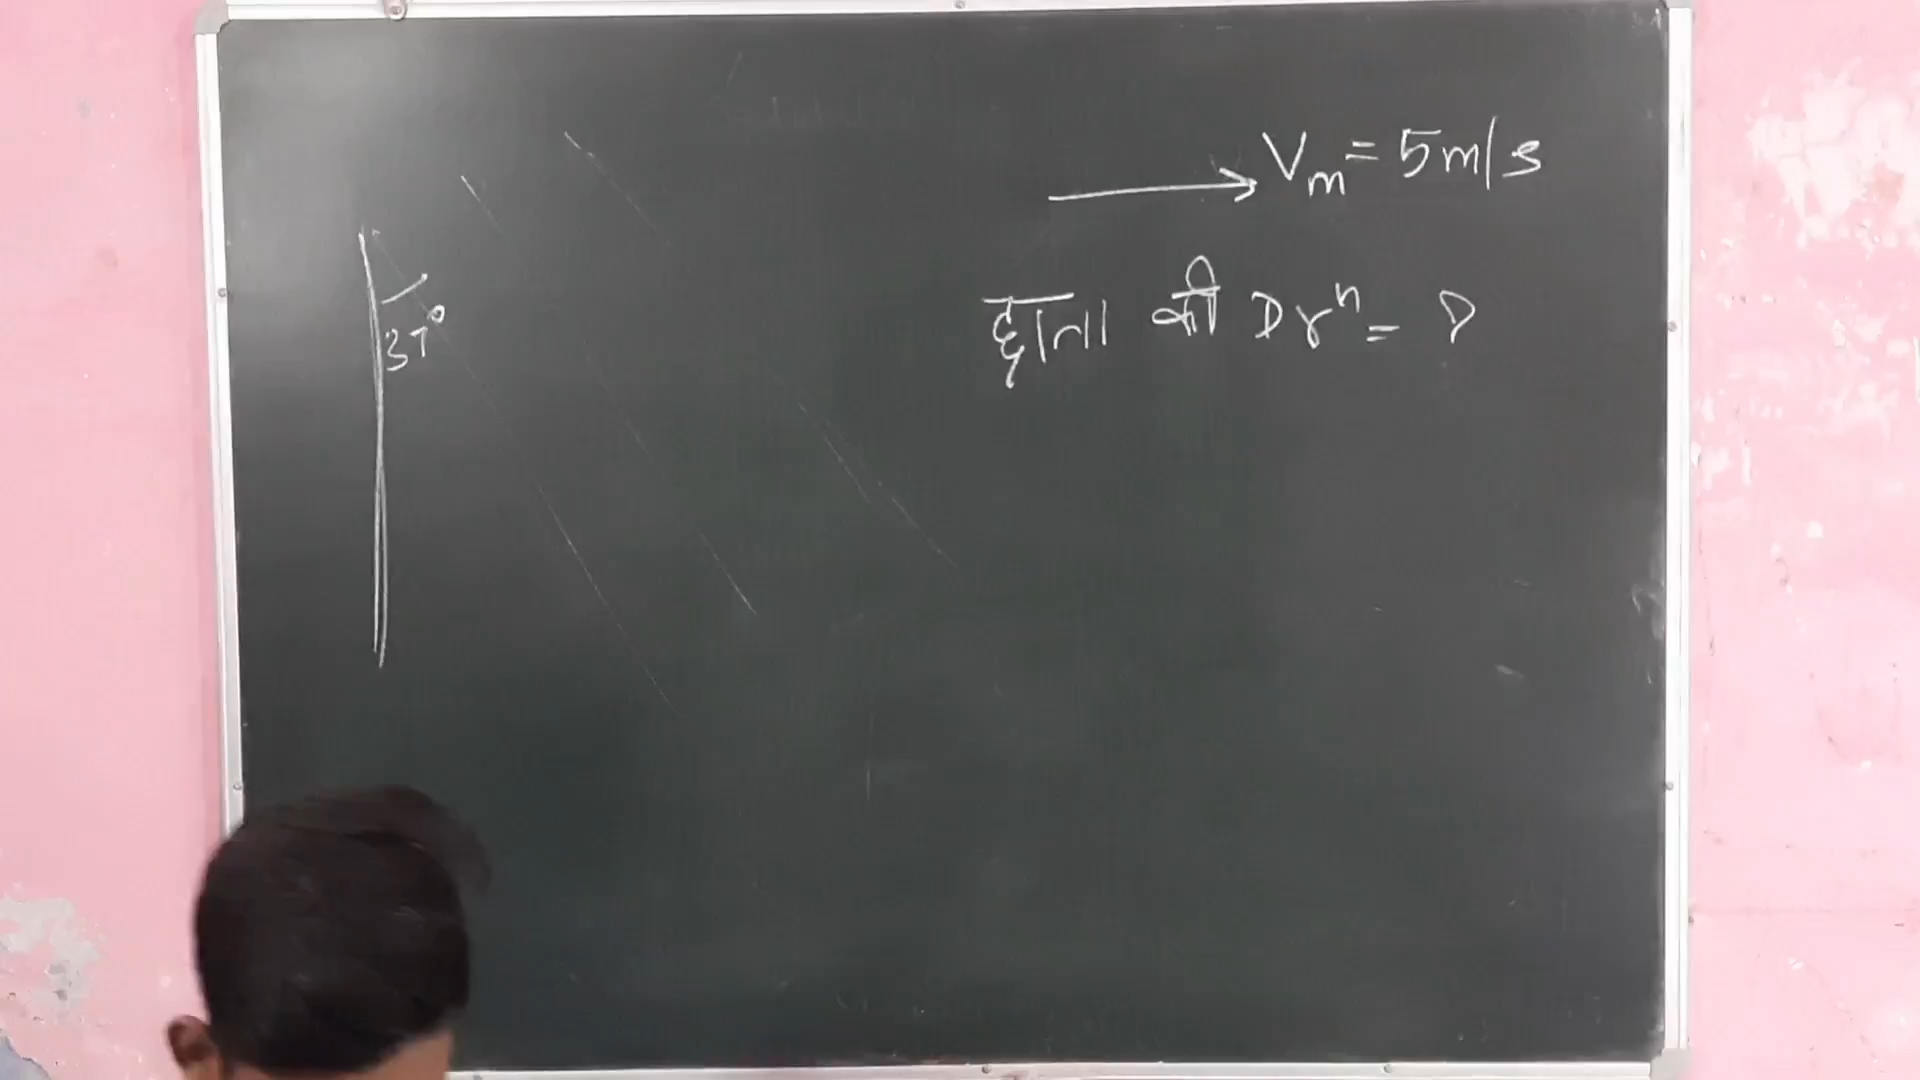 37°
Vm = 5m/s
छाता की Drⁿ = ?